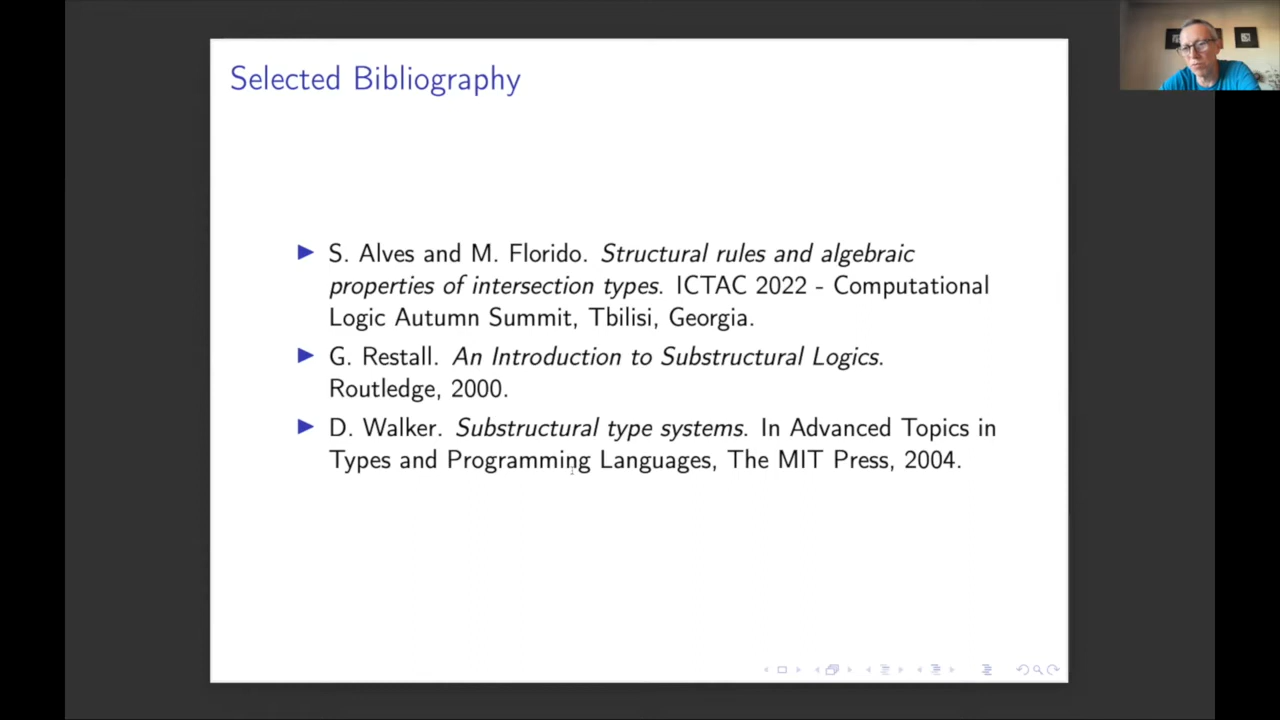 Selected Bibliography
▶ S. Alves and M. Florido. Structural rules and algebraic
properties of intersection types. ICTAC 2022 - Computational
Logic Autumn Summit, Tbilisi, Georgia.
▶ G. Restall. An Introduction to Substructural Logics.
Routledge, 2000.
▶ D. Walker. Substructural type systems. In Advanced Topics in
Types and Programming Languages, The MIT Press, 2004.